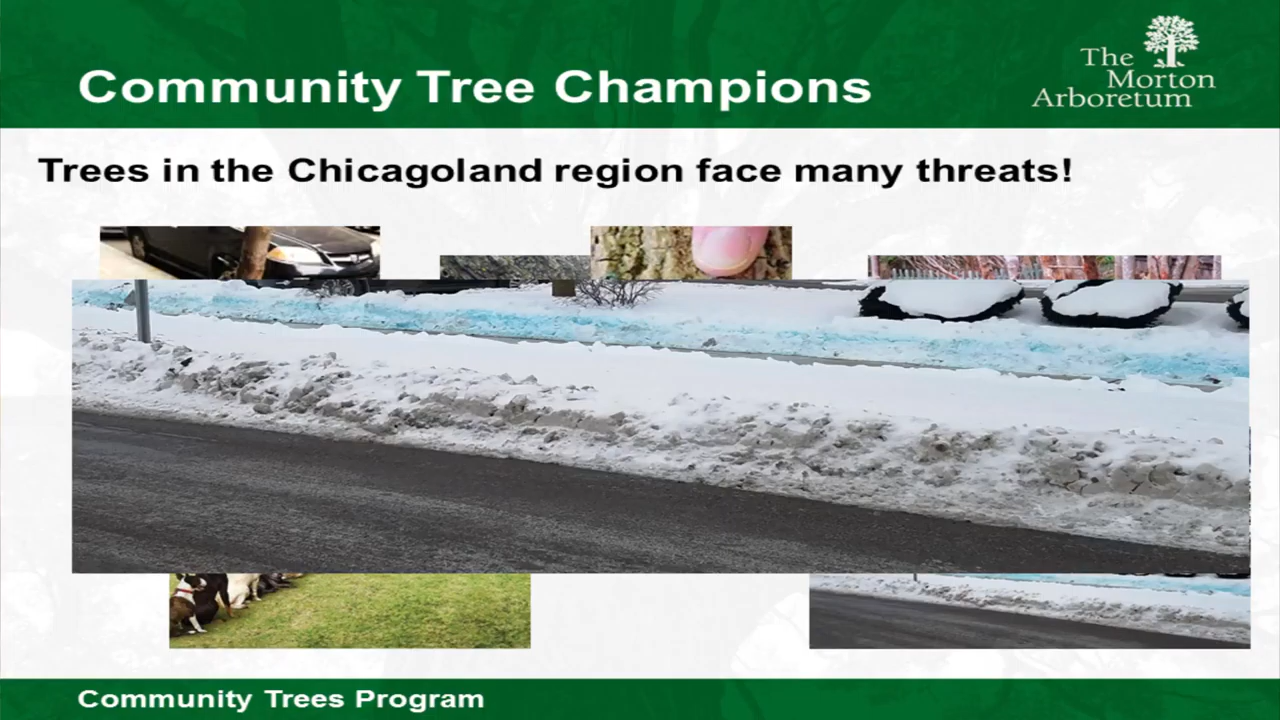 Community Tree Champions
The
Morton
Arboretum
Trees in the Chicagoland region face many threats!
Community Trees Program